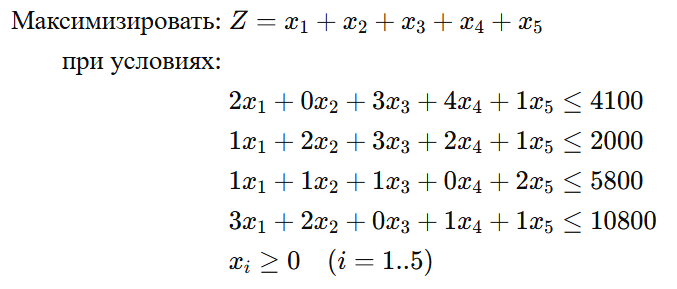 Максимизировать: Z = x₁ + x₂ + x₃ + x₄ + x₅
при условиях:
2x₁ + 0x₂ + 3x₃ + 4x₄ + 1x₅ ≤ 4100
1x₁ + 2x₂ + 3x₃ + 2x₄ + 1x₅ ≤ 2000
1x₁ + 1x₂ + 1x₃ + 0x₄ + 2x₅ ≤ 5800
3x₁ + 2x₂ + 0x₃ + 1x₄ + 1x₅ ≤ 10800
xᵢ ≥ 0 (i = 1..5)